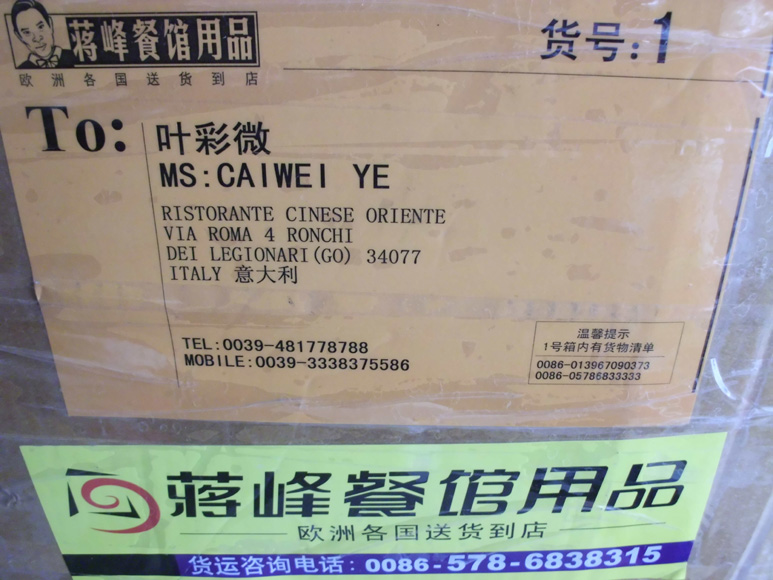 蒋峰餐馆用品
欧洲各国送货到店
货号:1
To:
叶彩微
MS:CAIWEI YE
RISTORANTE CINESE ORIENTE
VIA ROMA 4 RONCHI
DEI LEGIONARI(GO) 34077
ITALY 意大利
TEL:0039-481778788
MOBILE:0039-3338375586
温馨提示
1号箱内有货物清单
0086-013967090373
0086-05786833333
蒋峰餐馆用品
欧洲各国送货到店
货运咨询电话: 0086-578-6838315